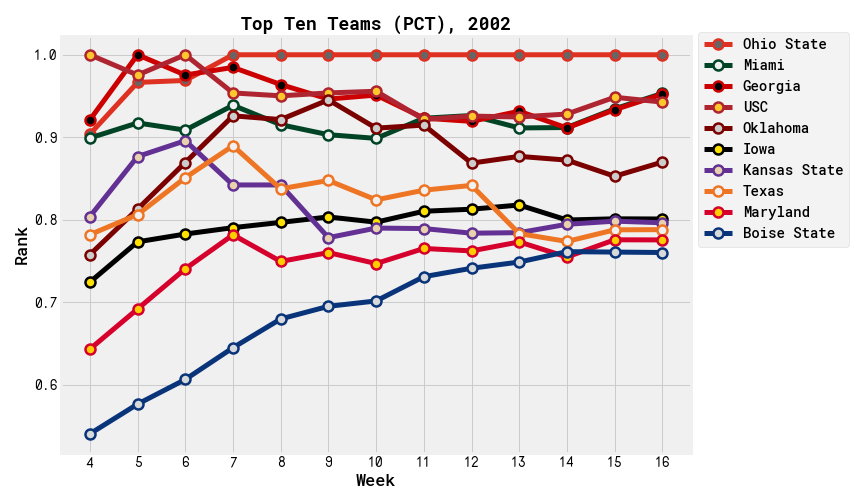 Top Ten Teams (PCT), 2002
1.0
0.9
0.8
0.7
0.6
Rank
4 5 6 7 8 9 10 11 12 13 14 15 16
Week
Ohio State
Miami
Georgia
USC
Oklahoma
Iowa
Kansas State
Texas
Maryland
Boise State